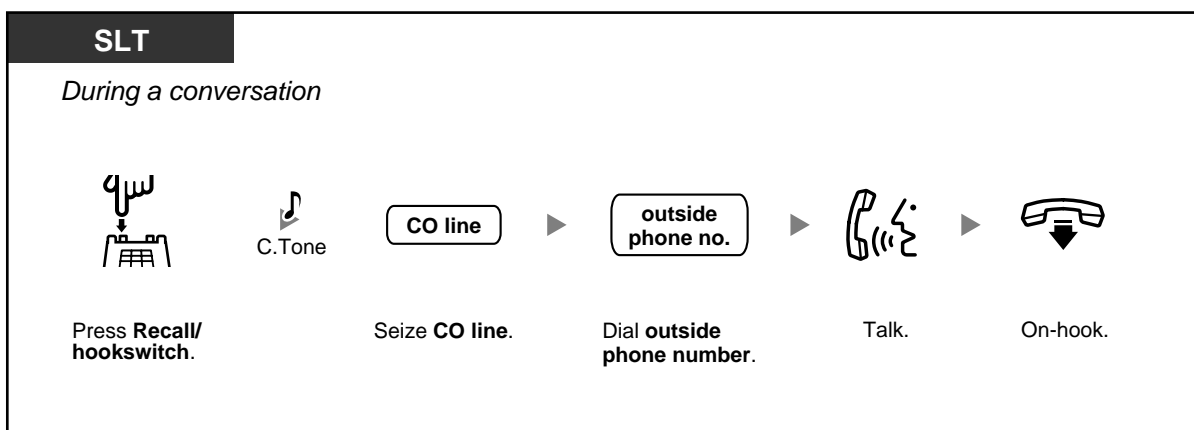 SLT
During a conversation
C.Tone
CO line
outside
phone no.
Press Recall/
hookswitch.
Seize CO line.
Dial outside
phone number.
Talk.
On-hook.